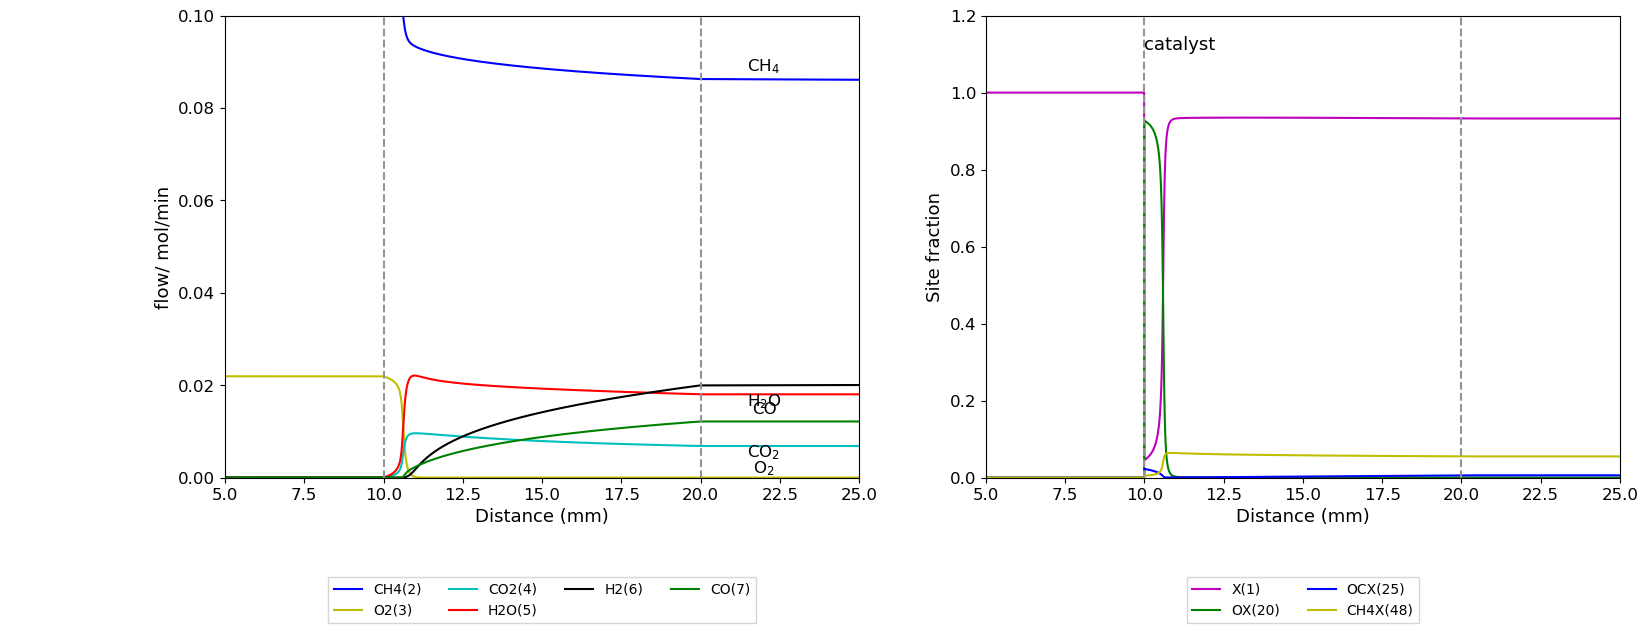 0.10
0.08
0.06
0.04
0.02
0.00
flow/ mol/min
CH4
H2O
CO
CO2
O2
5.0 7.5 10.0 12.5 15.0 17.5 20.0 22.5 25.0
Distance (mm)
CH4(2) CO2(4) H2(6) CO(7)
O2(3) H2O(5)
1.2
1.0
0.8
0.6
0.4
0.2
0.0
Site fraction
catalyst
5.0 7.5 10.0 12.5 15.0 17.5 20.0 22.5 25.0
Distance (mm)
X(1) OCX(25)
OX(20) CH4X(48)